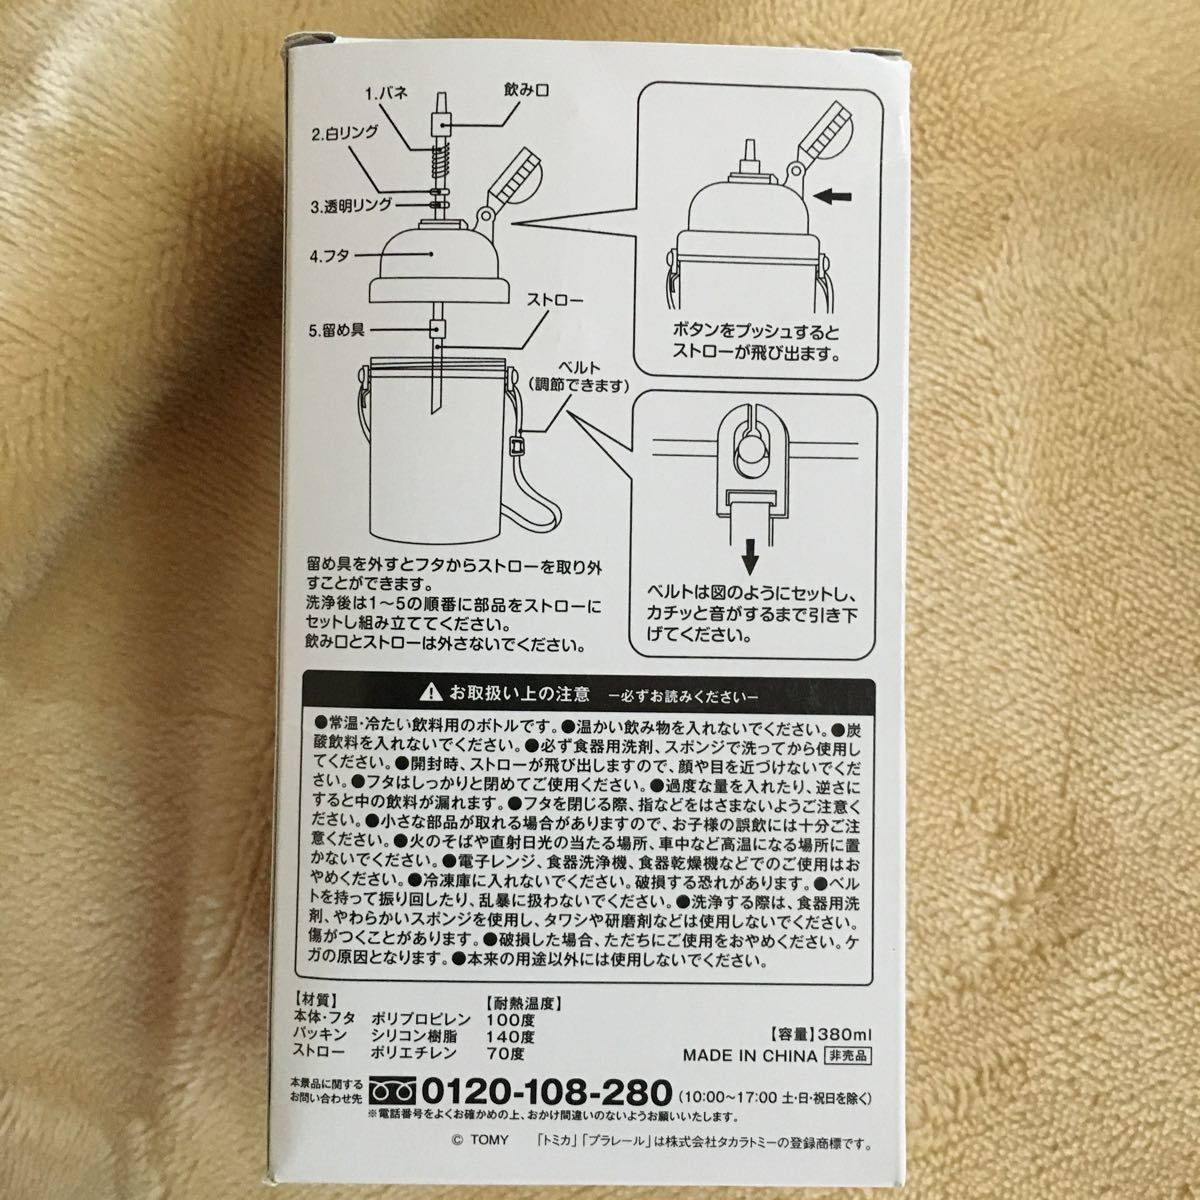 1.バネ
飲み口
2.白リング
3.透明リング
4.フタ
ストロー
5.留め具
ベルト
(調節できます)
ボタンをプッシュすると
ストローが飛び出ます。
ベルトは図のようにセットし、
カチッと音がするまで引き下
げてください。
留め具を外すとフタからストローを取り外
すことができます。
洗浄後は1〜5の順番に部品をストローに
セットし組み立ててください。
飲み口とストローは外さないでください。
お取扱い上の注意 −必ずお読みください−
●常温・冷たい飲料用のボトルです。●温かい飲み物を入れないでください。●炭
酸飲料を入れないでください。●必ず食器用洗剤、スポンジで洗ってから使用し
てください。●開封時、ストローが飛び出しますので、顔や目を近づけないでくだ
さい。●フタはしっかりと閉めてご使用ください。●過度な量を入れたり、逆さに
すると中の飲料が漏れます。●フタを閉じる際、指などをはさまないようご注意く
ださい。●小さな部品が取れる場合がありますので、お子様の誤飲には十分ご注
意ください。●火のそばや直射日光の当たる場所、車中など高温になる場所に置
かないでください。●電子レンジ、食器洗浄機、食器乾燥機などでのご使用はお
やめください。●冷凍庫に入れないでください。破損する恐れがあります。●ベル
トを持って振り回したり、乱暴に扱わないでください。●洗浄する際は、食器用洗
剤、やわらかいスポンジを使用し、タワシや研磨剤などは使用しないでください。
傷がつくことがあります。●破損した場合、ただちにご使用をおやめください。ケ
ガの原因となります。●本来の用途以外には使用しないでください。
【材質】 【耐熱温度】
本体・フタ ポリプロピレン 100度
パッキン シリコン樹脂 140度
ストロー ポリエチレン 70度
【容量】380ml
MADE IN CHINA 非売品
本景品に関する
お問い合わせ先 0120-108-280 (10:00〜17:00 土・日・祝日を除く)
※電話番号をよくお確かめの上、おかけ間違いのないようお願いいたします。
© TOMY 「トミカ」「プラレール」は株式会社タカラトミーの登録商標です。